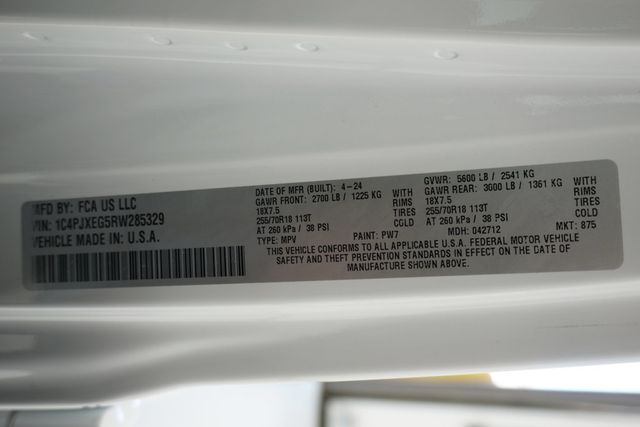 MFD BY: FCA US LLC
VIN: 1C4PJXEG5RW285329
VEHICLE MADE IN: U.S.A.
DATE OF MFR (BUILT): 4-24
GAWR FRONT: 2700 LB / 1225 KG WITH
18X7.5 RIMS
255/70R18 113T TIRES
AT 260 kPa / 38 PSI COLD
TYPE: MPV
GVWR: 5600 LB / 2541 KG
GAWR REAR: 3000 LB / 1361 KG WITH
18X7.5 RIMS
255/70R18 113T TIRES
AT 260 kPa / 38 PSI COLD
PAINT: PW7 MDH: 042712 MKT: 875
THIS VEHICLE CONFORMS TO ALL APPLICABLE U.S.A. FEDERAL MOTOR VEHICLE
SAFETY AND THEFT PREVENTION STANDARDS IN EFFECT ON THE DATE OF
MANUFACTURE SHOWN ABOVE.